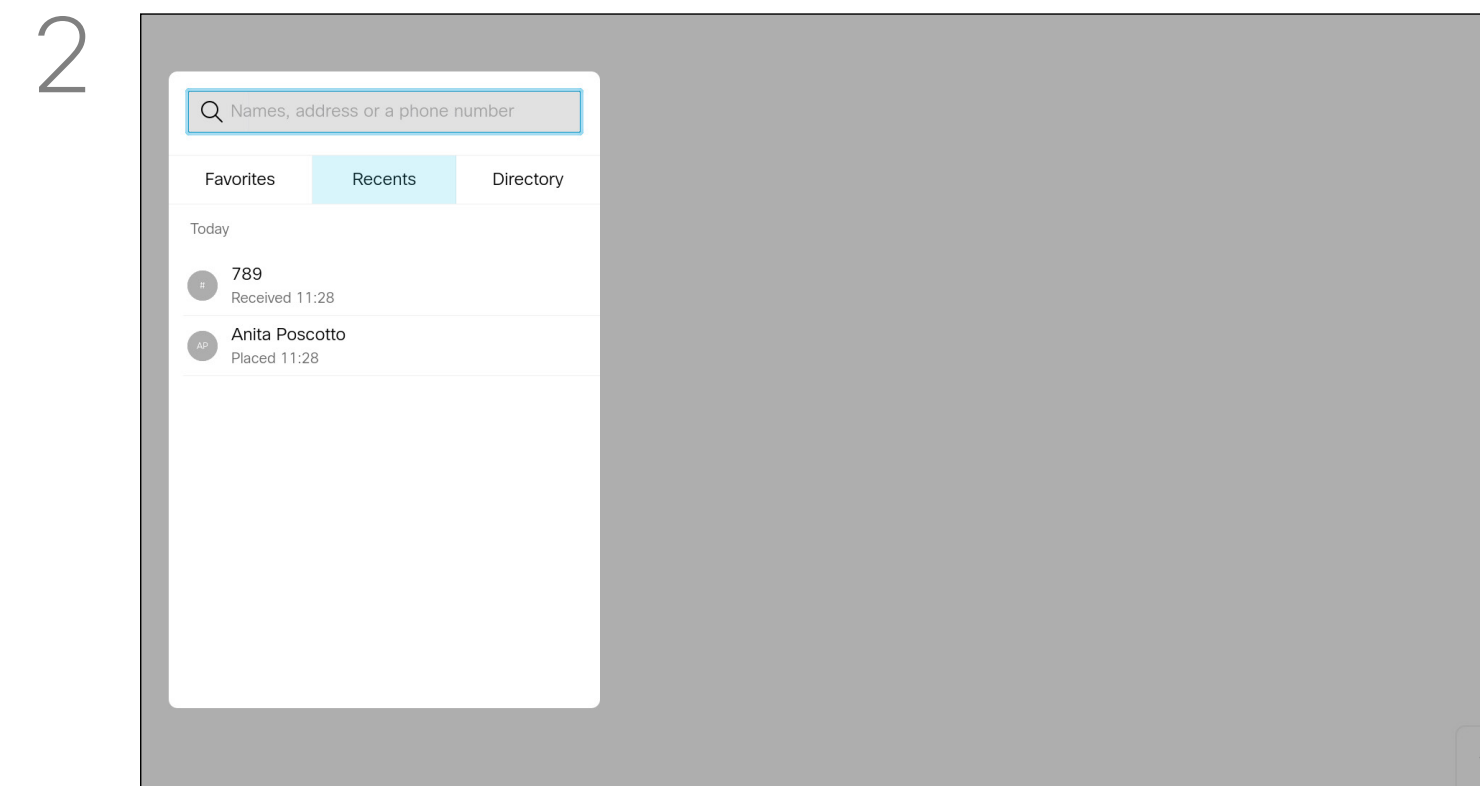 2
Names, address or a phone number
Favorites Recents Directory
Today
#
789
Received 11:28
AP
Anita Poscotto
Placed 11:28